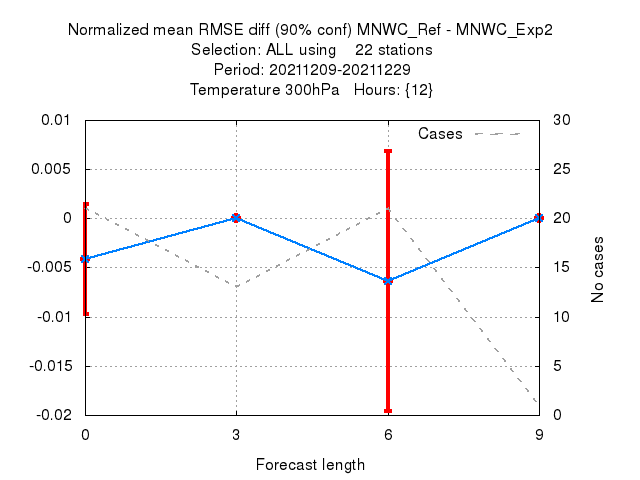 Normalized mean RMSE diff (90% conf) MNWC_Ref - MNWC_Exp2
Selection: ALL using    22 stations
Period: 20211209-20211229
Temperature 300hPa   Hours: {12}
Cases
0.01
0.005
0
-0.005
-0.01
-0.015
-0.02
30
25
20
15
10
5
0
No cases
0
3
6
9
Forecast length